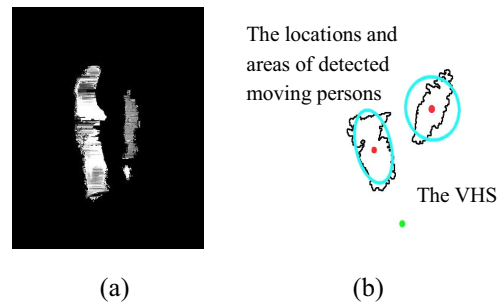 The locations and
areas of detected
moving persons
The VHS
(a)
(b)